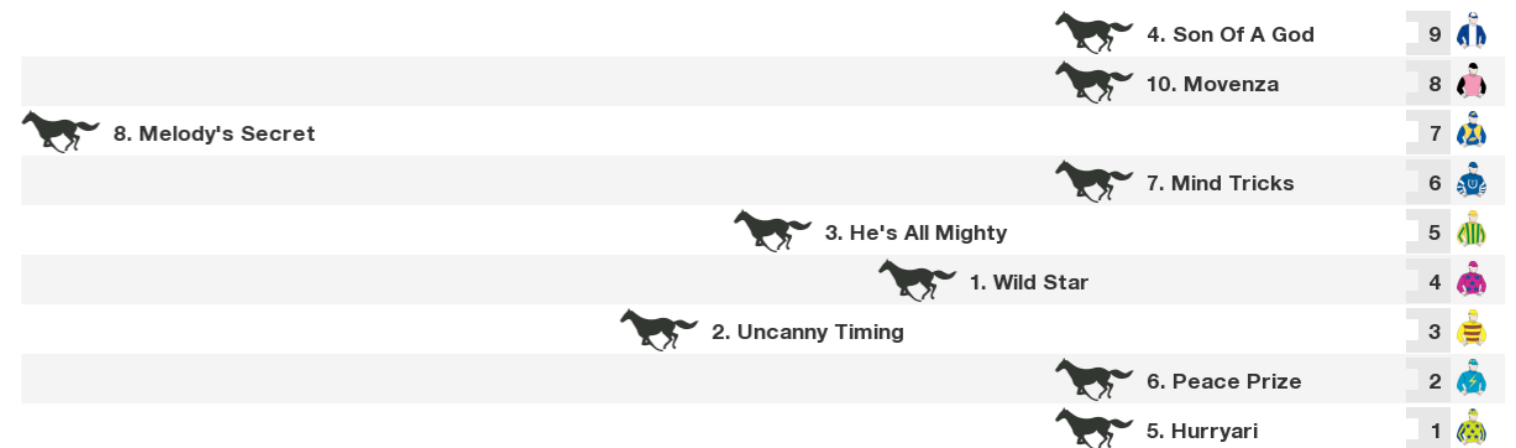 4. Son Of A God 9
10. Movenza 8
8. Melody's Secret 7
7. Mind Tricks 6
3. He's All Mighty 5
1. Wild Star 4
2. Uncanny Timing 3
6. Peace Prize 2
5. Hurryari 1